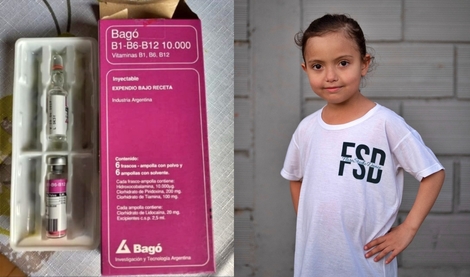 Bagó
B1-B6-B12 10.000
Vitaminas B1, B6, B12
Inyectable
EXPENDIO BAJO RECETA
Industria Argentina
Contenido:
6 frascos - ampolla con polvo y
6 ampollas con solvente.
Cada frasco-ampolla contiene:
Hidroxocobalamina, 10.000µg.
Clorhidrato de Piridoxina, 200 mg.
Clorhidrato de Tiamina, 100 mg.
Cada ampolla contiene:
Clorhidrato de Lidocaína, 20 mg.
Excipientes c.s.p. 2,5 ml.
Bagó
Investigación y Tecnología Argentina
FSD